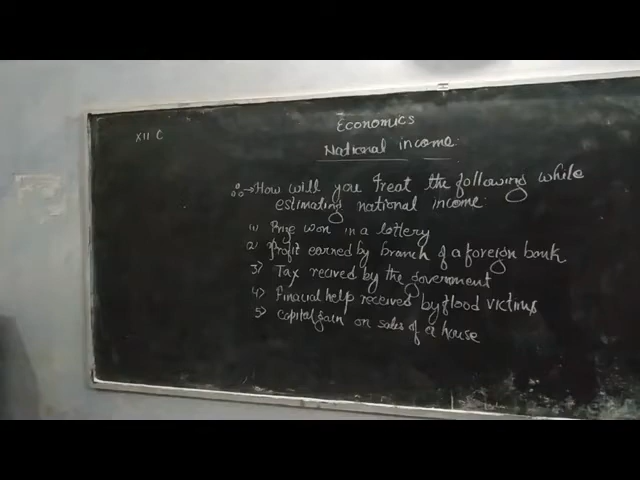 XII C
Economics
National income:
∴→ How will you treat the following while
estimating national income:
1) Prize won in a lottery
2) Profit earned by branch of a foreign bank
3) Tax recived by the government
4) Finacial help received by flood victims
5) Capital gain on sales of a house